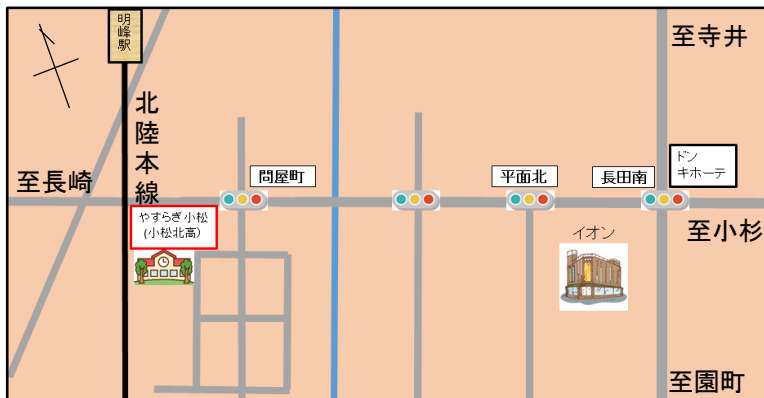 明峰駅
至寺井
北陸本線
問屋町
平面北
長田南
ドン
キホーテ
至長崎
やすらぎ小松
(小松北高)
至小杉
イオン
至園町